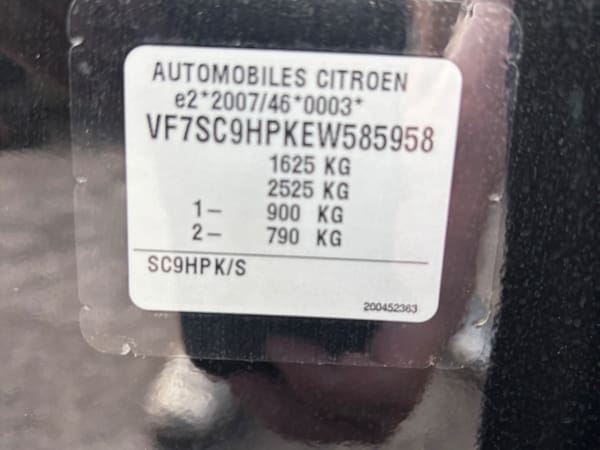 AUTOMOBILES CITROEN
e2*2007/46*0003*
VF7SC9HPKEW585958
1625 KG
2525 KG
1- 900 KG
2- 790 KG
SC9HPK/S
200452363